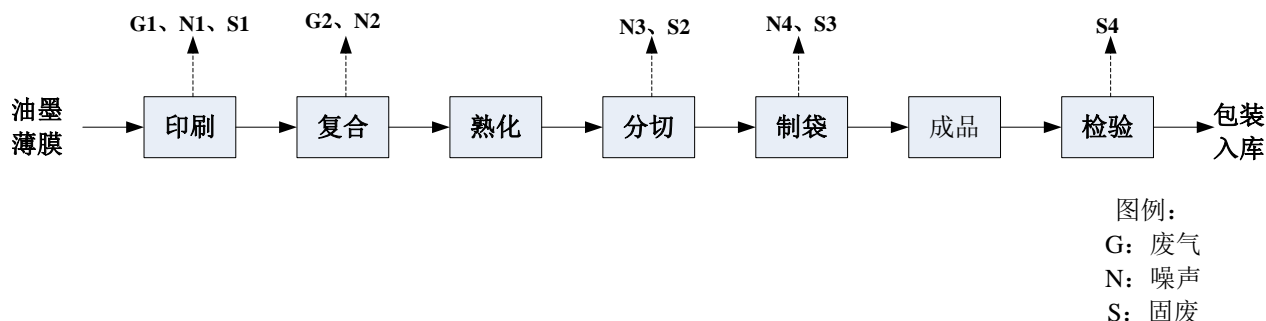 G1、N1、S1
G2、N2
N3、S2
N4、S3
S4
油墨
薄膜
印刷
复合
熟化
分切
制袋
成品
检验
包装
入库
图例：
G：废气
N：噪声
S：固废